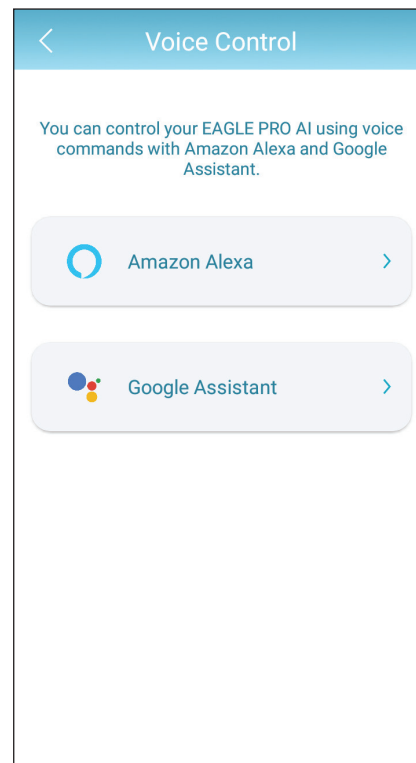 Voice Control
You can control your EAGLE PRO AI using voice
commands with Amazon Alexa and Google
Assistant.
Amazon Alexa
Google Assistant